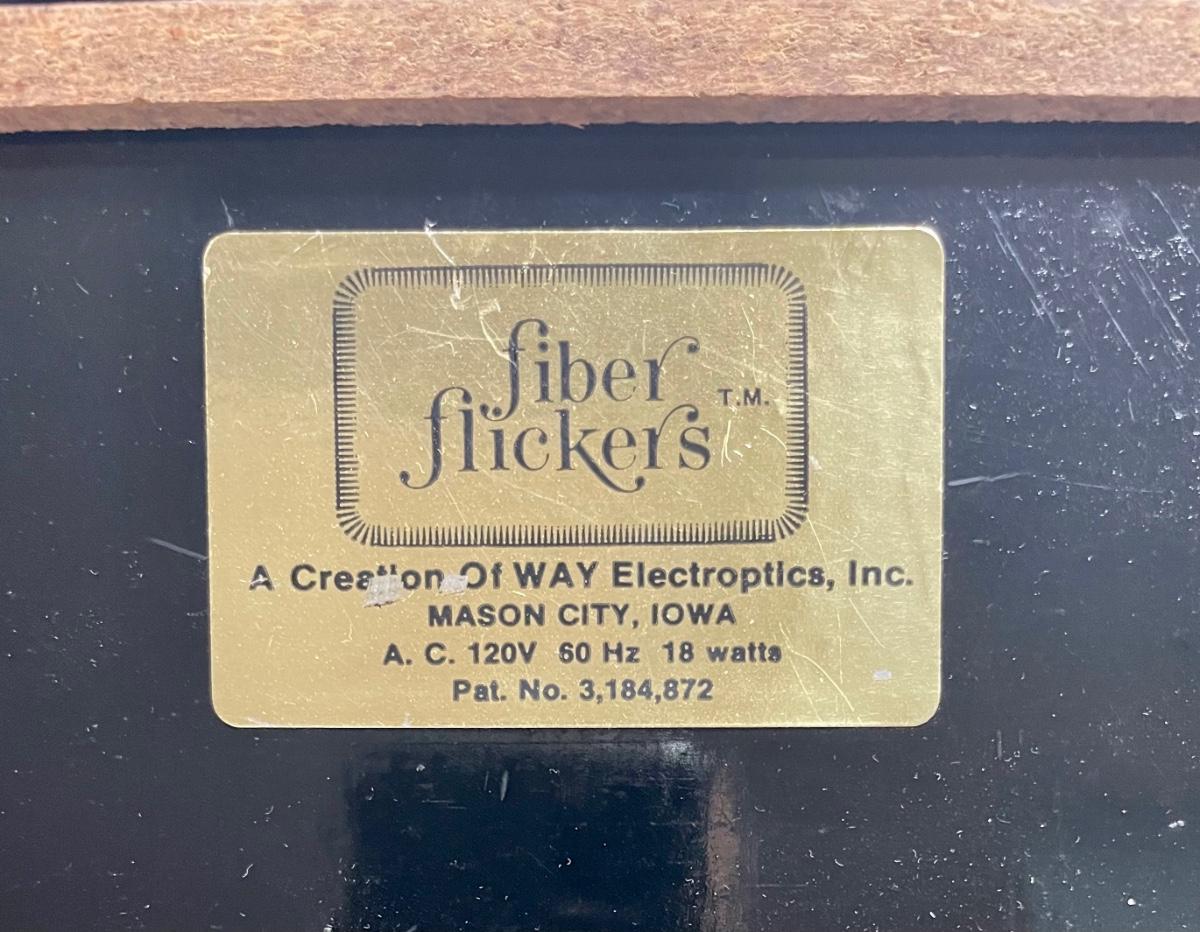 fiber
flickers T.M.
A Creation Of WAY Electroptics, Inc.
MASON CITY, IOWA
A. C. 120V 60 Hz 18 watts
Pat. No. 3,184,872